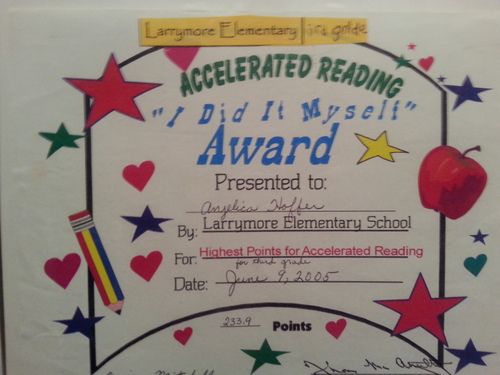 Larrymore Elementary 3rd grade
ACCELERATED READING
"I Did It Myself"
Award
Presented to:
Angelica Hoffer
By: Larrymore Elementary School
For: Highest Points for Accelerated Reading
for third grade
Date: June 9, 2005
233.9 Points